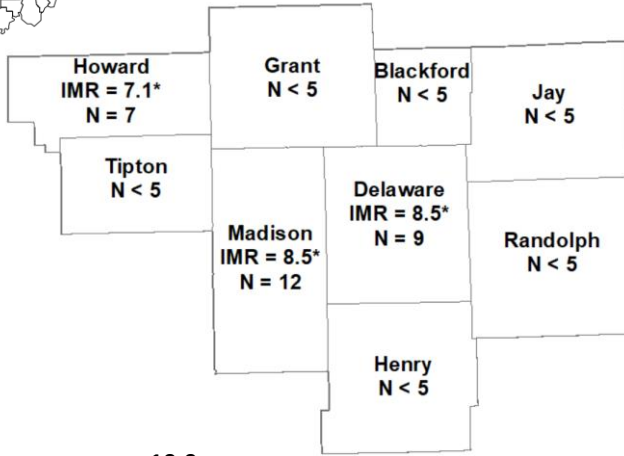 Howard
IMR = 7.1*
N = 7
Grant
N < 5
Blackford
N < 5
Jay
N < 5
Tipton
N < 5
Madison
IMR = 8.5*
N = 12
Delaware
IMR = 8.5*
N = 9
Randolph
N < 5
Henry
N < 5